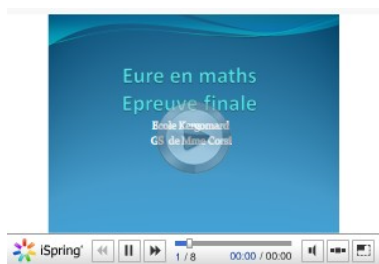 Eure en maths
Epreuve finale
Ecole Kergomard
GS de Mme Corsi
iSpring
1 / 8
00:00 / 00:00